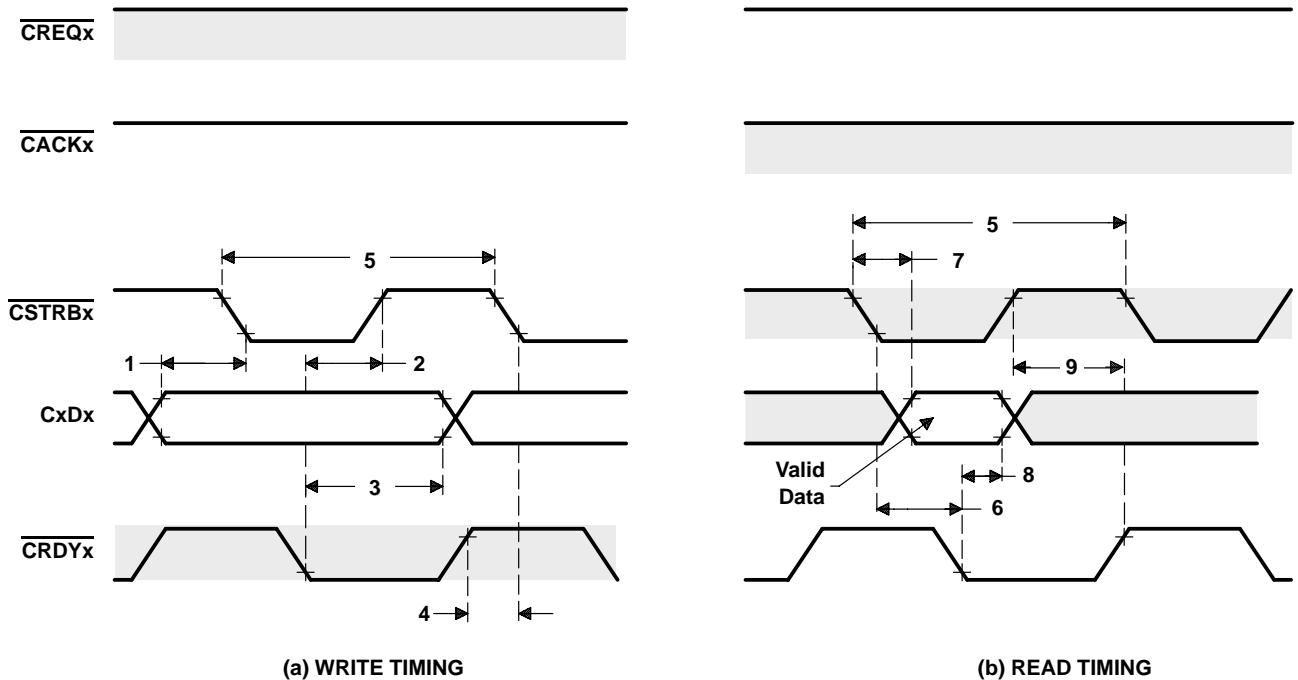 CREQx
CACKx
5
5
7
CSTRBx
1
2
9
CxDx
Valid
Data
3
8
6
CRDYx
4
(a) WRITE TIMING
(b) READ TIMING